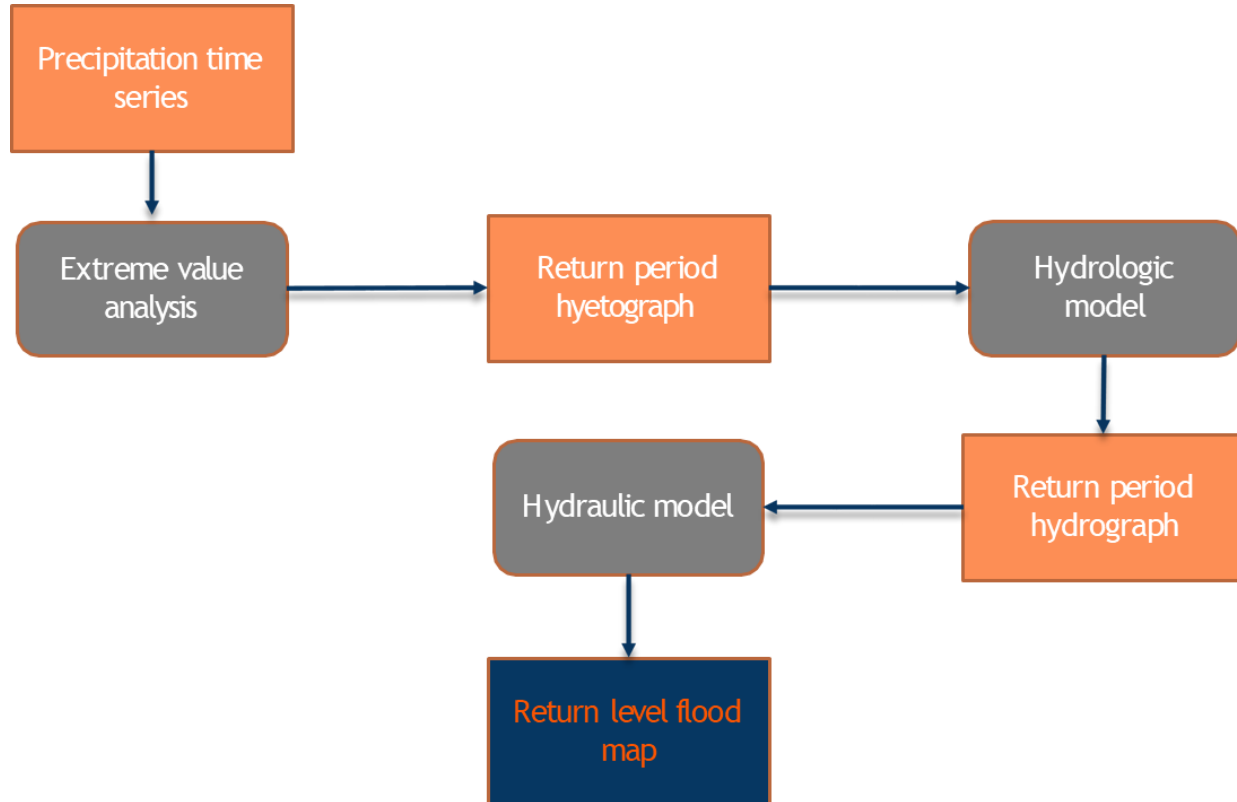 Precipitation time
series
Extreme value
analysis
Return period
hyetograph
Hydrologic
model
Return period
hydrograph
Hydraulic model
Return level flood
map